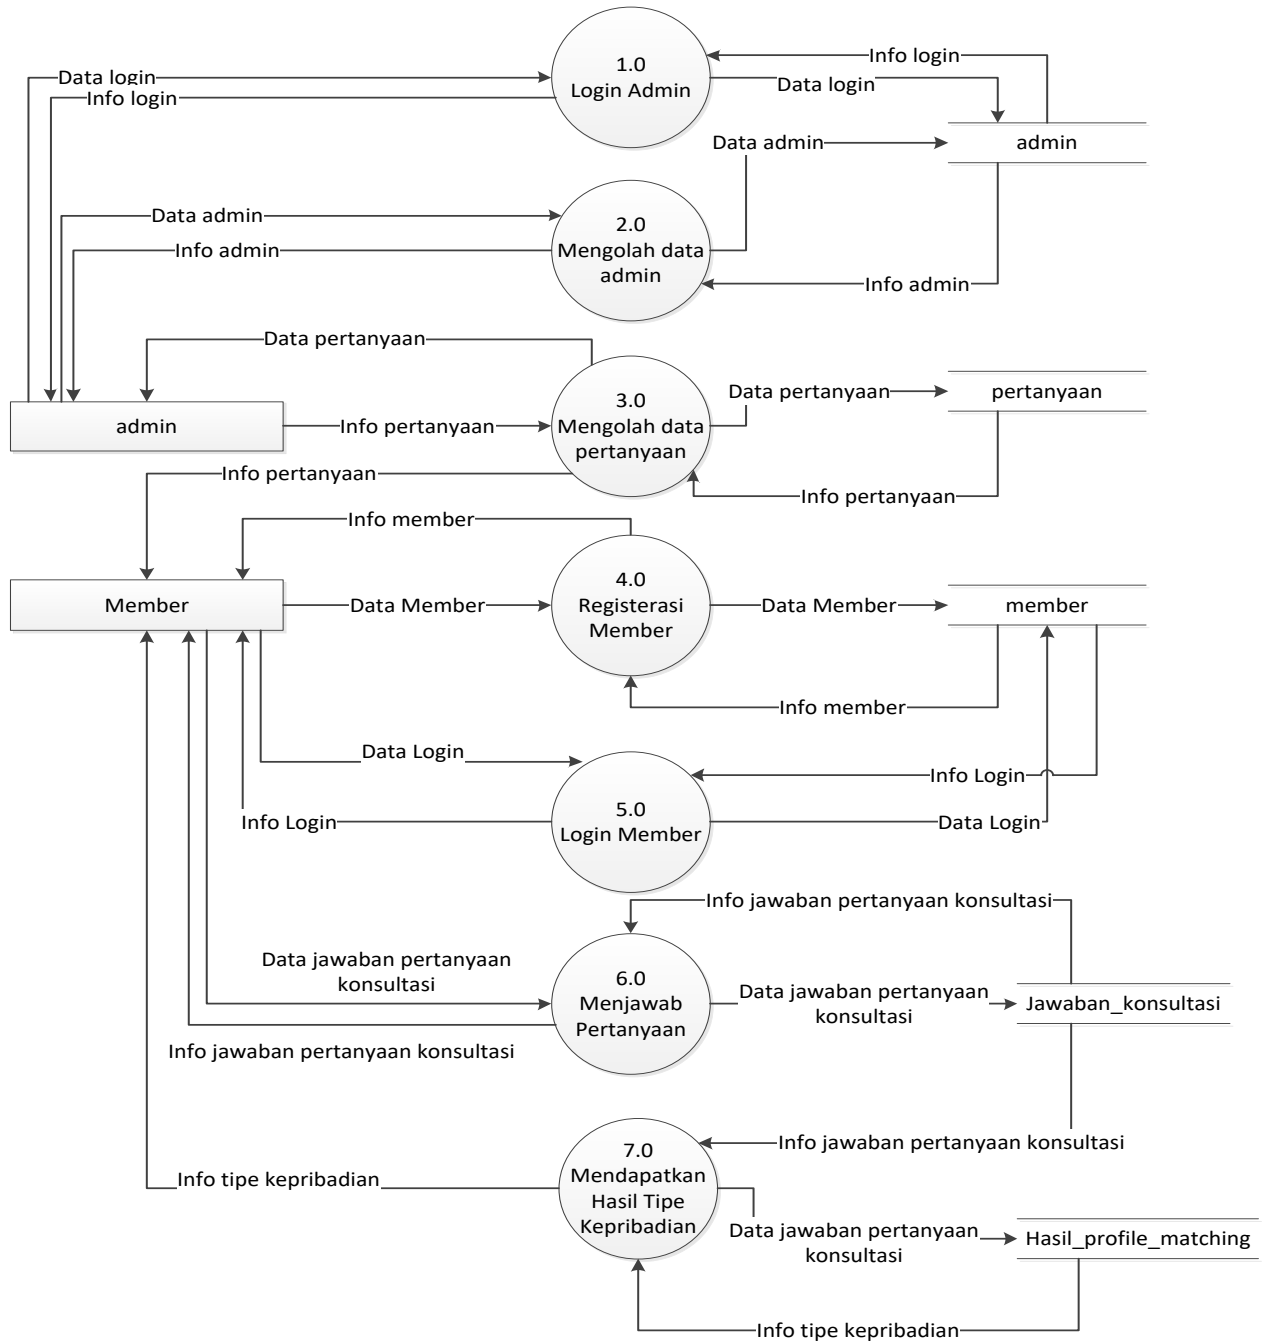 1.0
Login Admin
Data login
Info login
Info login
Data login
admin
Data admin
2.0
Mengolah data
admin
Data admin
Info admin
Info admin
Data pertanyaan
3.0
Mengolah data
pertanyaan
Data pertanyaan
pertanyaan
admin
Info pertanyaan
Info pertanyaan
Info pertanyaan
Info member
4.0
Registerasi
Member
Member
Data Member
Data Member
member
Info member
Data Login
Info Login
5.0
Login Member
Info Login
Data Login
Info jawaban pertanyaan konsultasi
Data jawaban pertanyaan
konsultasi
6.0
Menjawab
Pertanyaan
Data jawaban pertanyaan
konsultasi
Jawaban_konsultasi
Info jawaban pertanyaan konsultasi
Info jawaban pertanyaan konsultasi
7.0
Mendapatkan
Hasil Tipe
Kepribadian
Info tipe kepribadian
Data jawaban pertanyaan
konsultasi
Hasil_profile_matching
Info tipe kepribadian